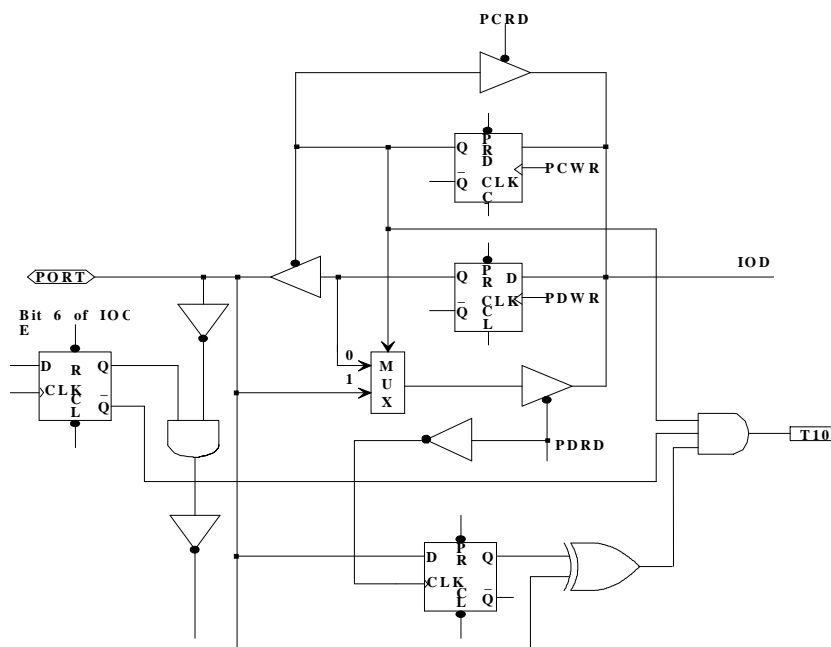 PCRD
Q P R D
Q CLK C
PCWR
PORT
Q P R D
Q CLK C L
PDWR
IOD
Bit 6 of IOC
E
D R Q
CLK C L Q
0
1
M
U
X
PDRD
T10
D P R Q
CLK C L Q